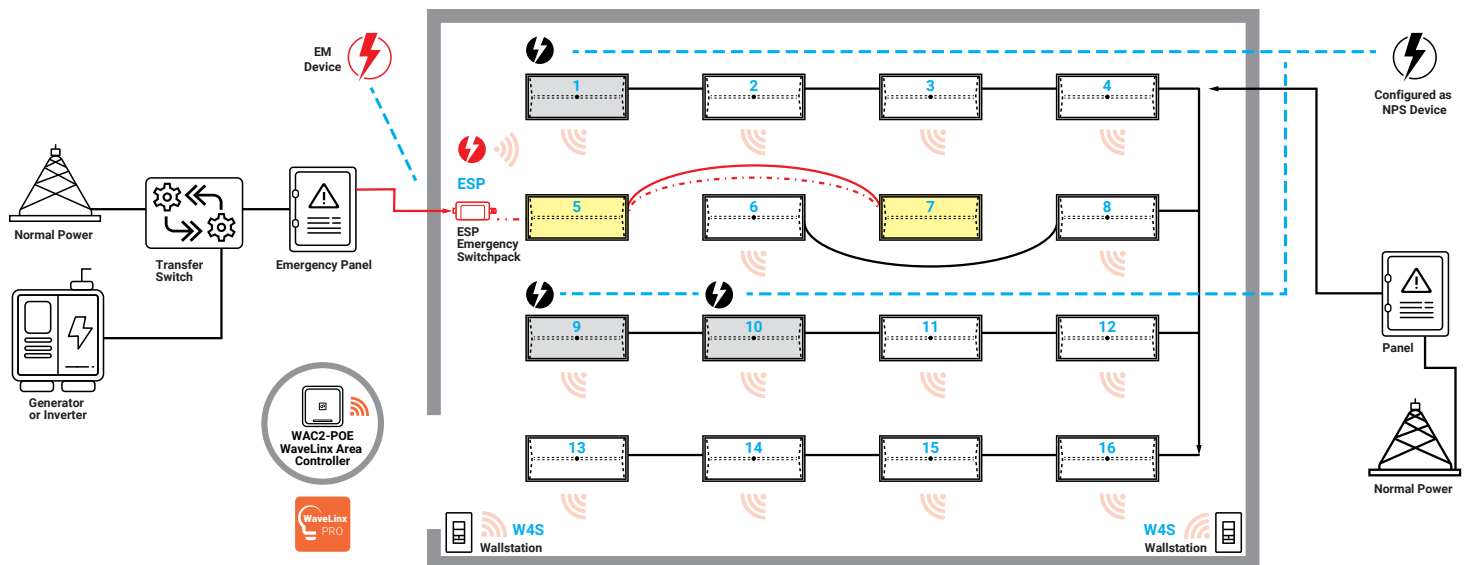 EM
Device
Configured as
NPS Device
1
2
3
4
ESP
ESP
Emergency
Switchpack
5
6
7
8
Normal Power
Transfer
Switch
Emergency Panel
9
10
11
12
Panel
Generator
or Inverter
WAC2-POE
WaveLinx Area
Controller
13
14
15
16
Normal Power
WaveLinx
PRO
W4S
Wallstation
W4S
Wallstation